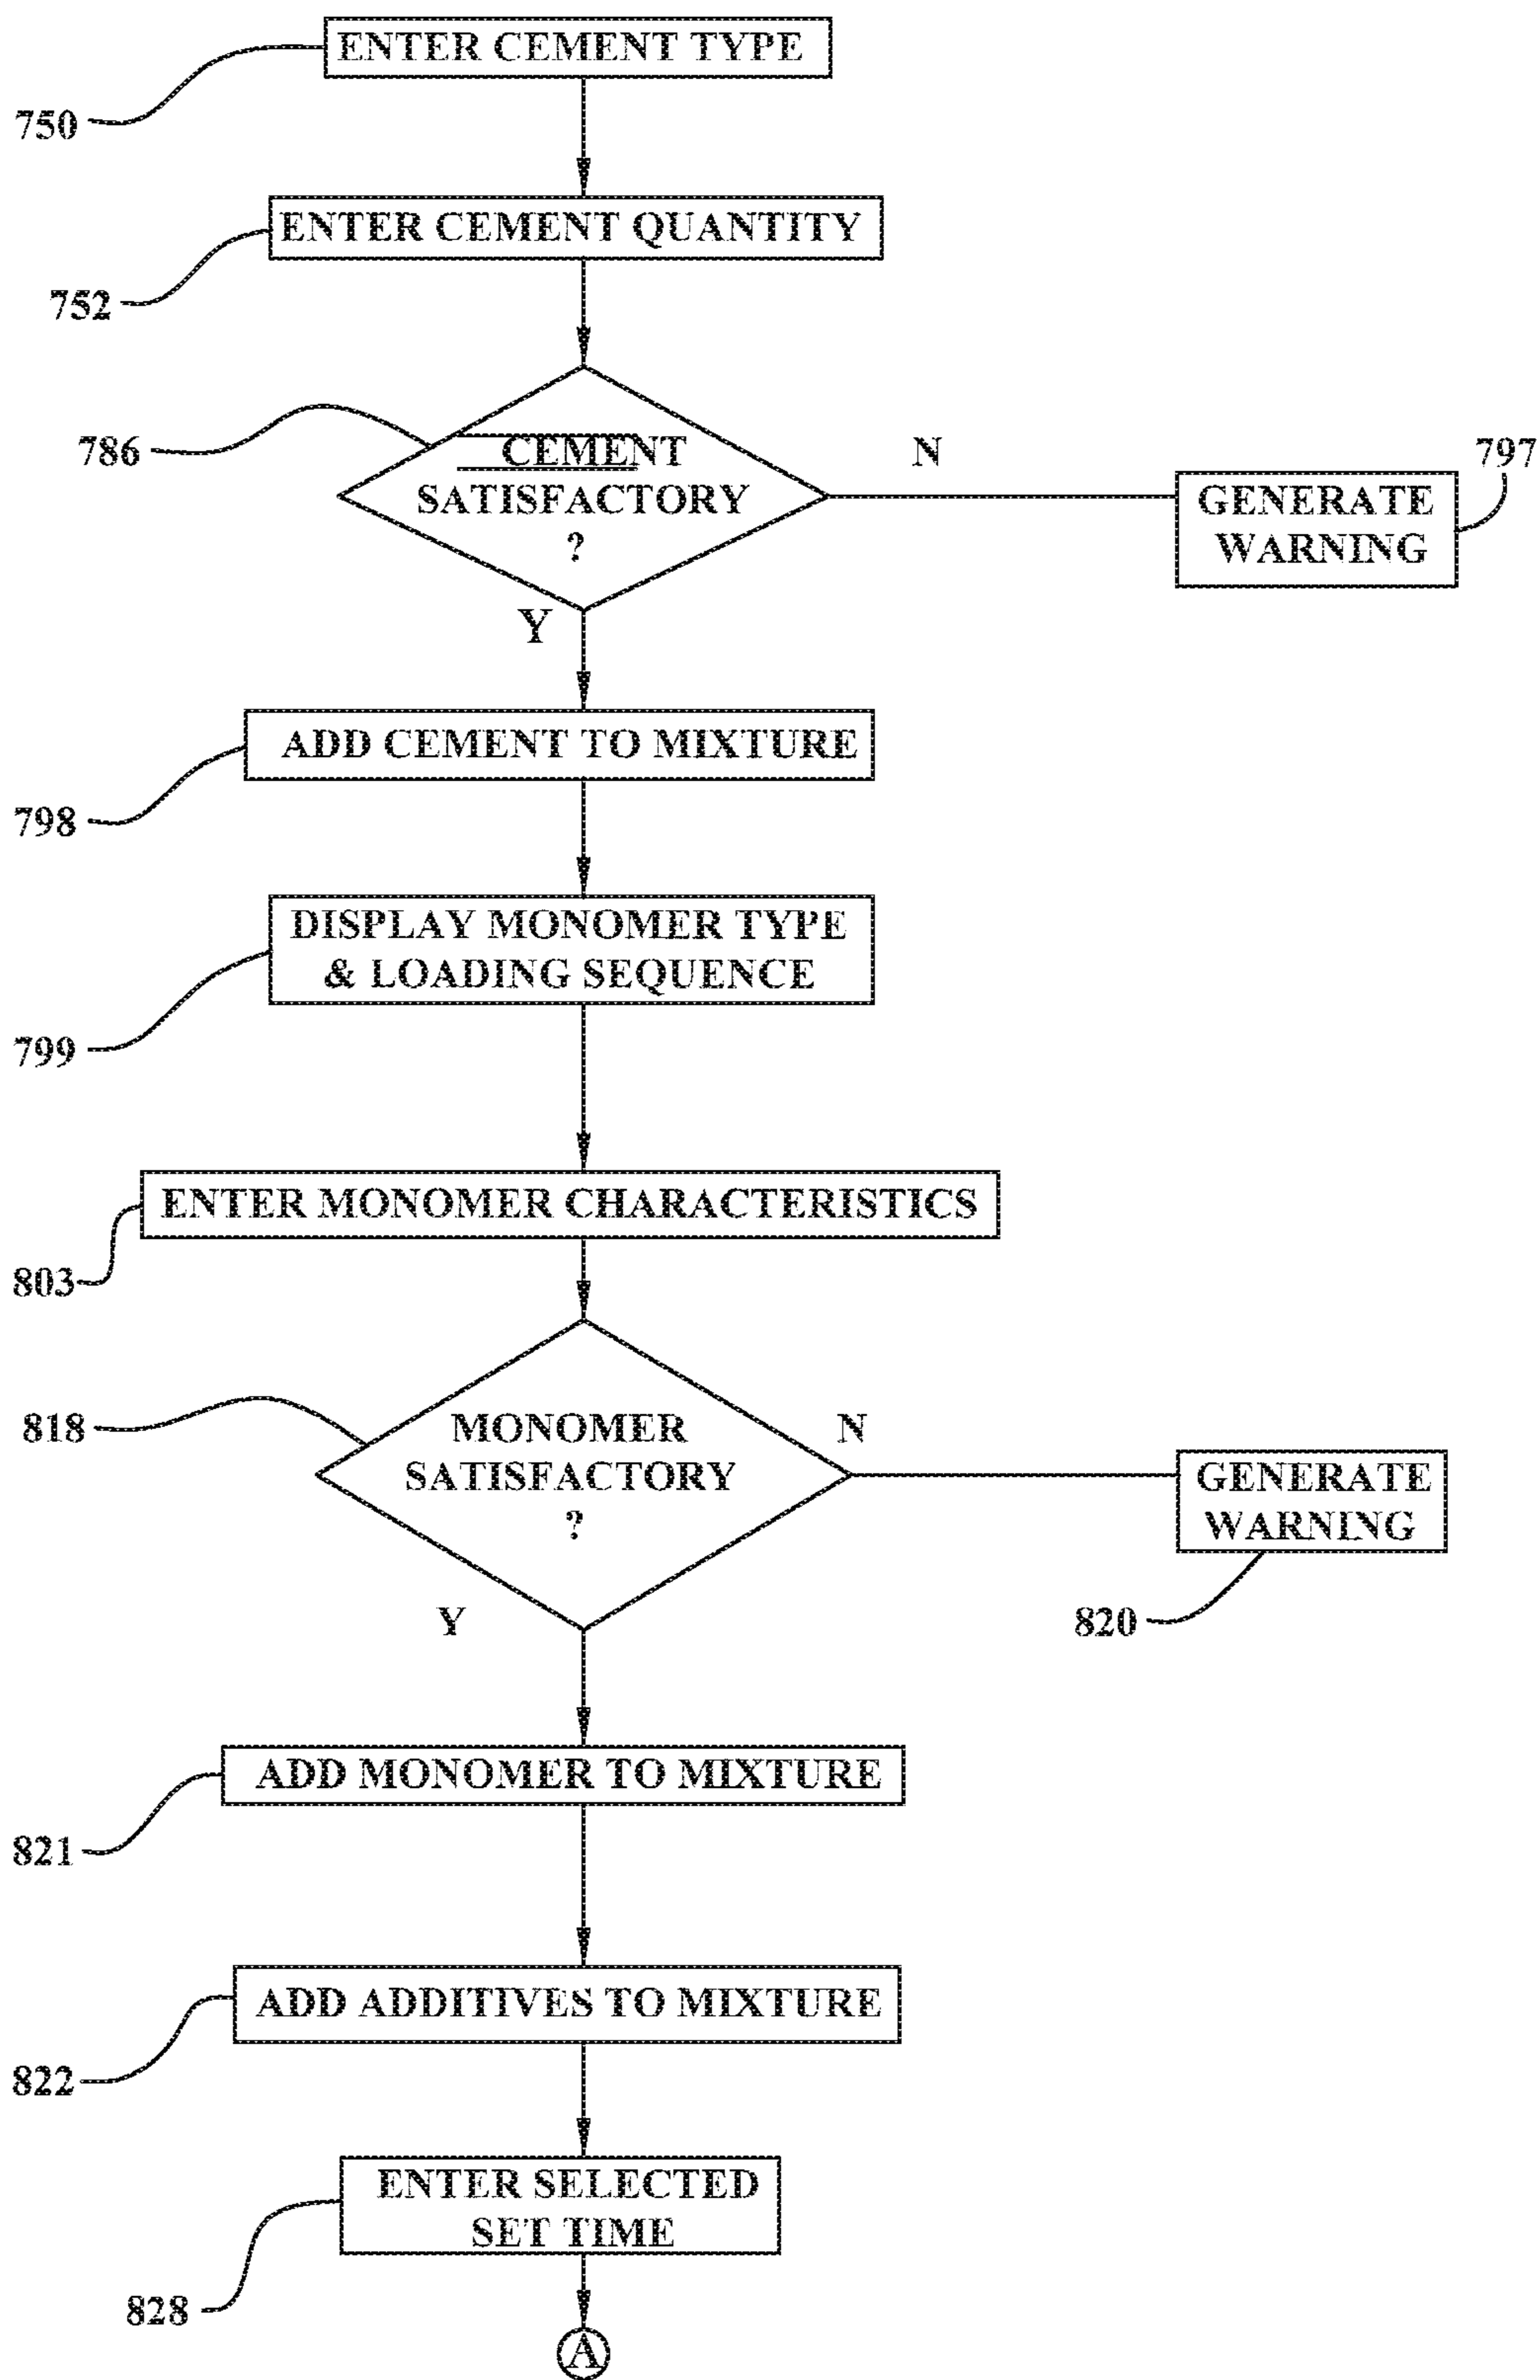 ENTER CEMENT TYPE
750
ENTER CEMENT QUANTITY
752
786
CEMENT
SATISFACTORY
?
N
797
GENERATE
WARNING
Y
ADD CEMENT TO MIXTURE
798
DISPLAY MONOMER TYPE
& LOADING SEQUENCE
799
ENTER MONOMER CHARACTERISTICS
803
818
MONOMER
SATISFACTORY
?
N
GENERATE
WARNING
820
Y
ADD MONOMER TO MIXTURE
821
ADD ADDITIVES TO MIXTURE
822
ENTER SELECTED
SET TIME
828
A